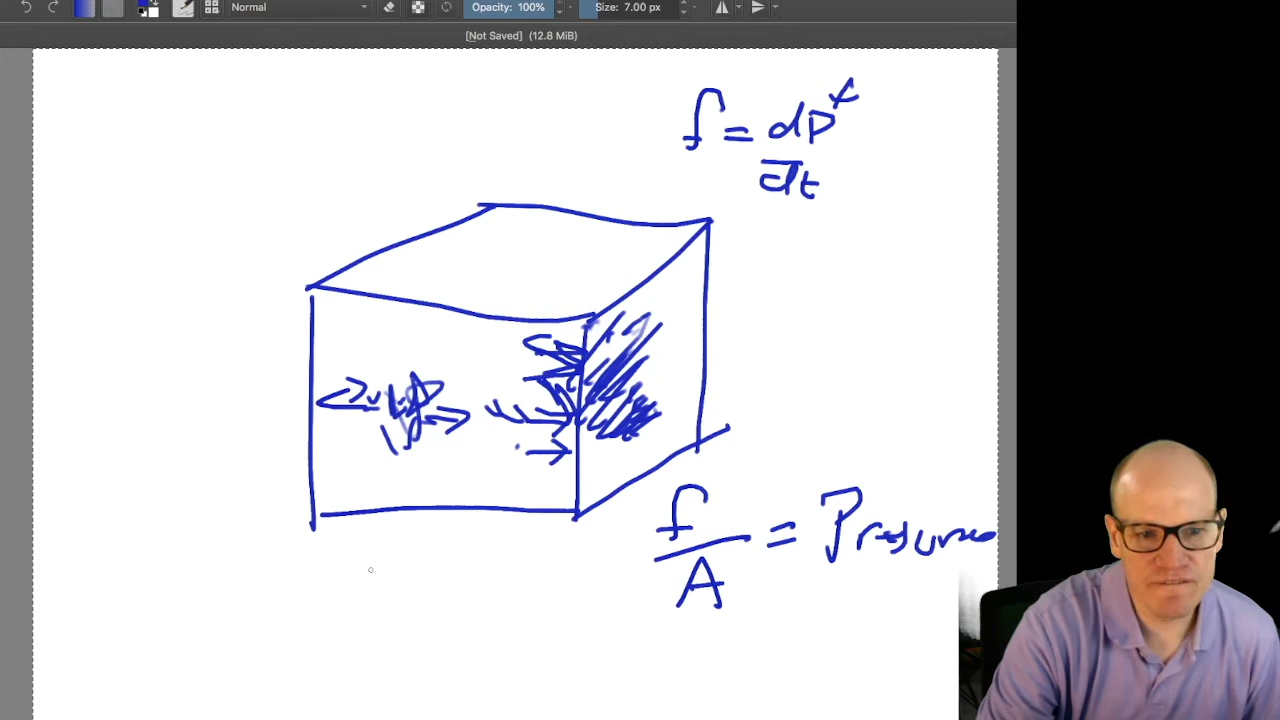 Normal
Opacity: 100%
Size: 7.00 px
[Not Saved] (12.8 MiB)
f = dp
dt
f
A
= Pressure